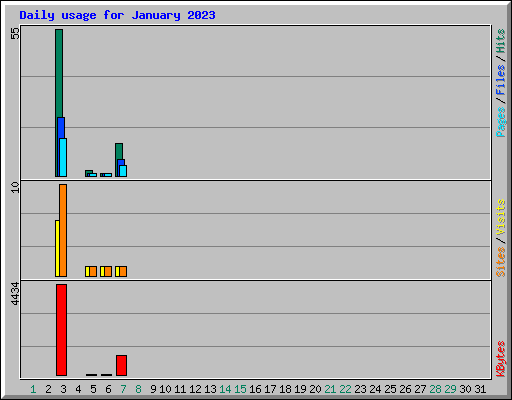 Daily usage for January 2023
55
10
4434
Pages / Files / Hits
Sites / Visits
KBytes
1 2 3 4 5 6 7 8 9 10 11 12 13 14 15 16 17 18 19 20 21 22 23 24 25 26 27 28 29 30 31